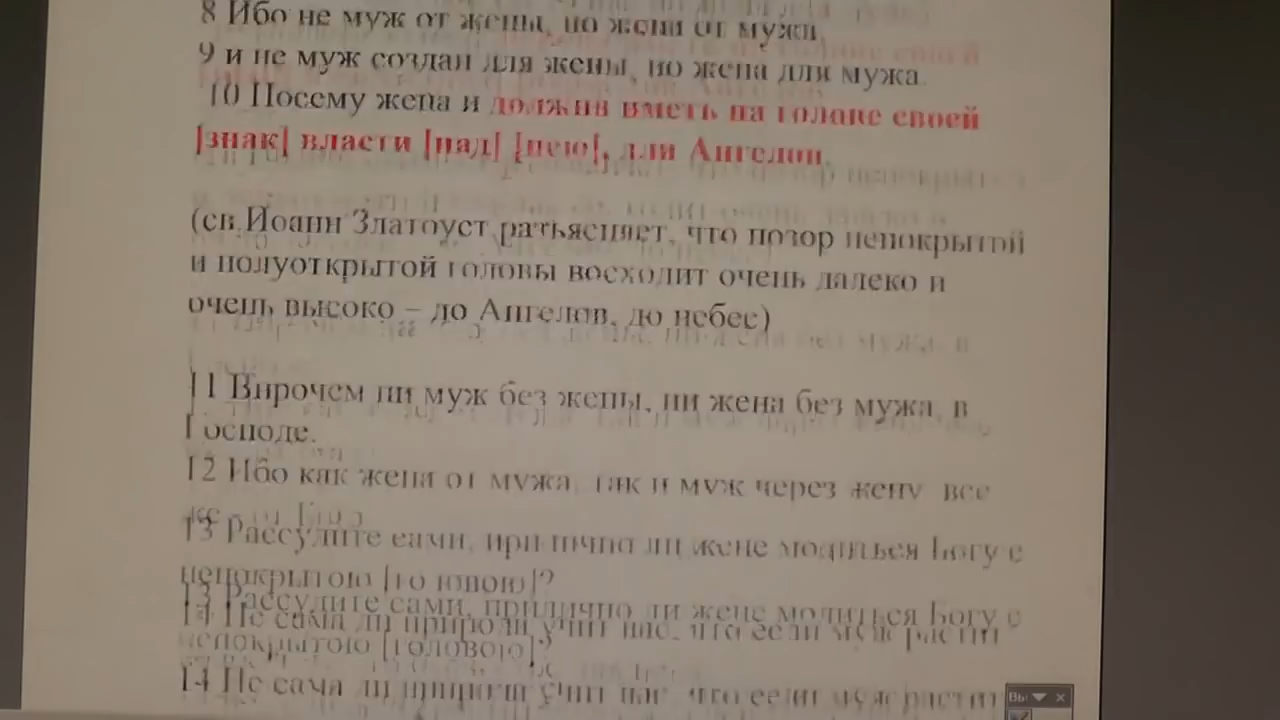 8 Ибо не муж от жены, но жена от мужа,
9 и не муж создан для жены, но жена для мужа.
10 Посему жена и должна иметь на голове своей
[знак] власти [над] [нею], для Ангелов.
(св.Иоанн Златоуст разъясняет, что позор непокрытой
и полуоткрытой головы восходит очень далеко и
очень высоко – до Ангелов, до небес)
11 Впрочем ни муж без жены, ни жена без мужа, в
Господе.
12 Ибо как жена от мужа, так и муж через жену, все
же
13 Рассудите сами, прилично ли жене молиться Богу с
непокрытою [головою]?
13 Рассудите сами, прилично ли жене молиться Богу с
14 Не сама ли природа учит вас, что если муж растит
непокрытою [головою]?
14 Не сама ли природа учит вас, что если муж растит
Вы